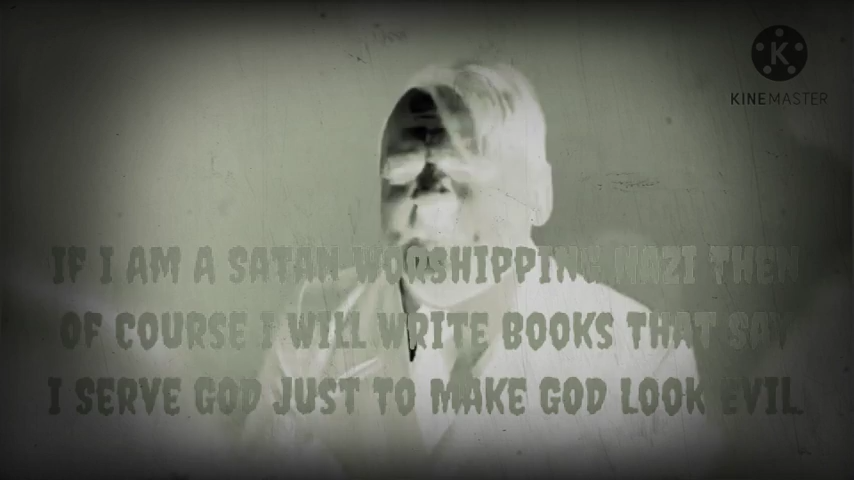 KINEMASTER
IF I AM A SATAN WORSHIPPING NAZI THEN
OF COURSE I WILL WRITE BOOKS THAT SAY
I SERVE GOD JUST TO MAKE GOD LOOK EVIL.